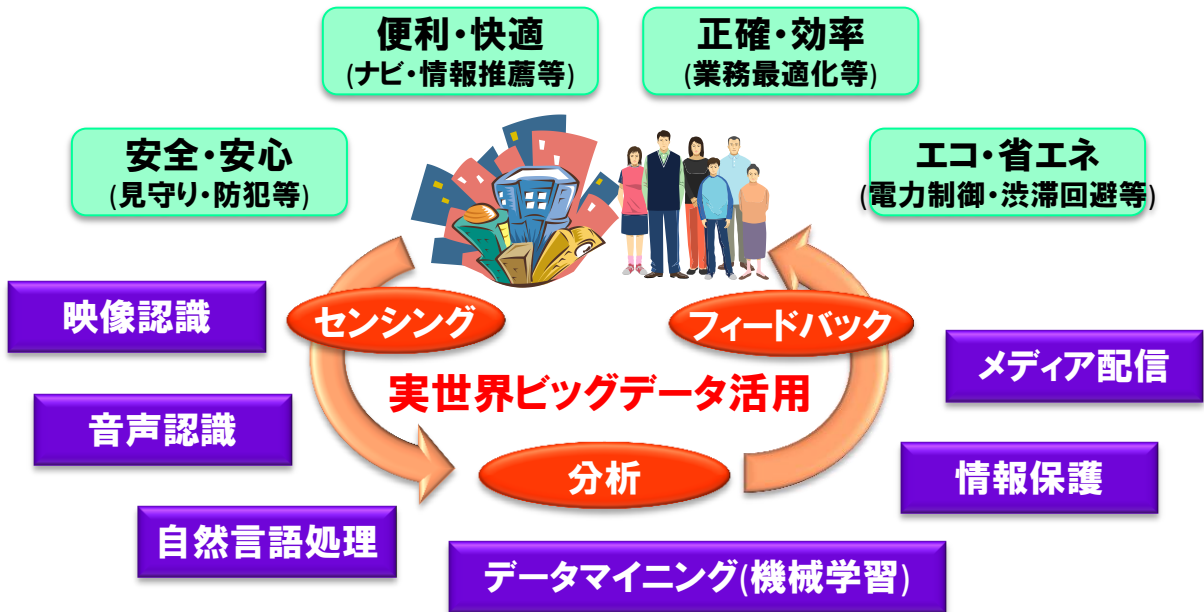 便利・快適
(ナビ・情報推薦等)
正確・効率
(業務最適化等)
安全・安心
(見守り・防犯等)
エコ・省エネ
(電力制御・渋滞回避等)
映像認識
センシング
フィードバック
メディア配信
実世界ビッグデータ活用
音声認識
分析
情報保護
自然言語処理
データマイニング(機械学習)